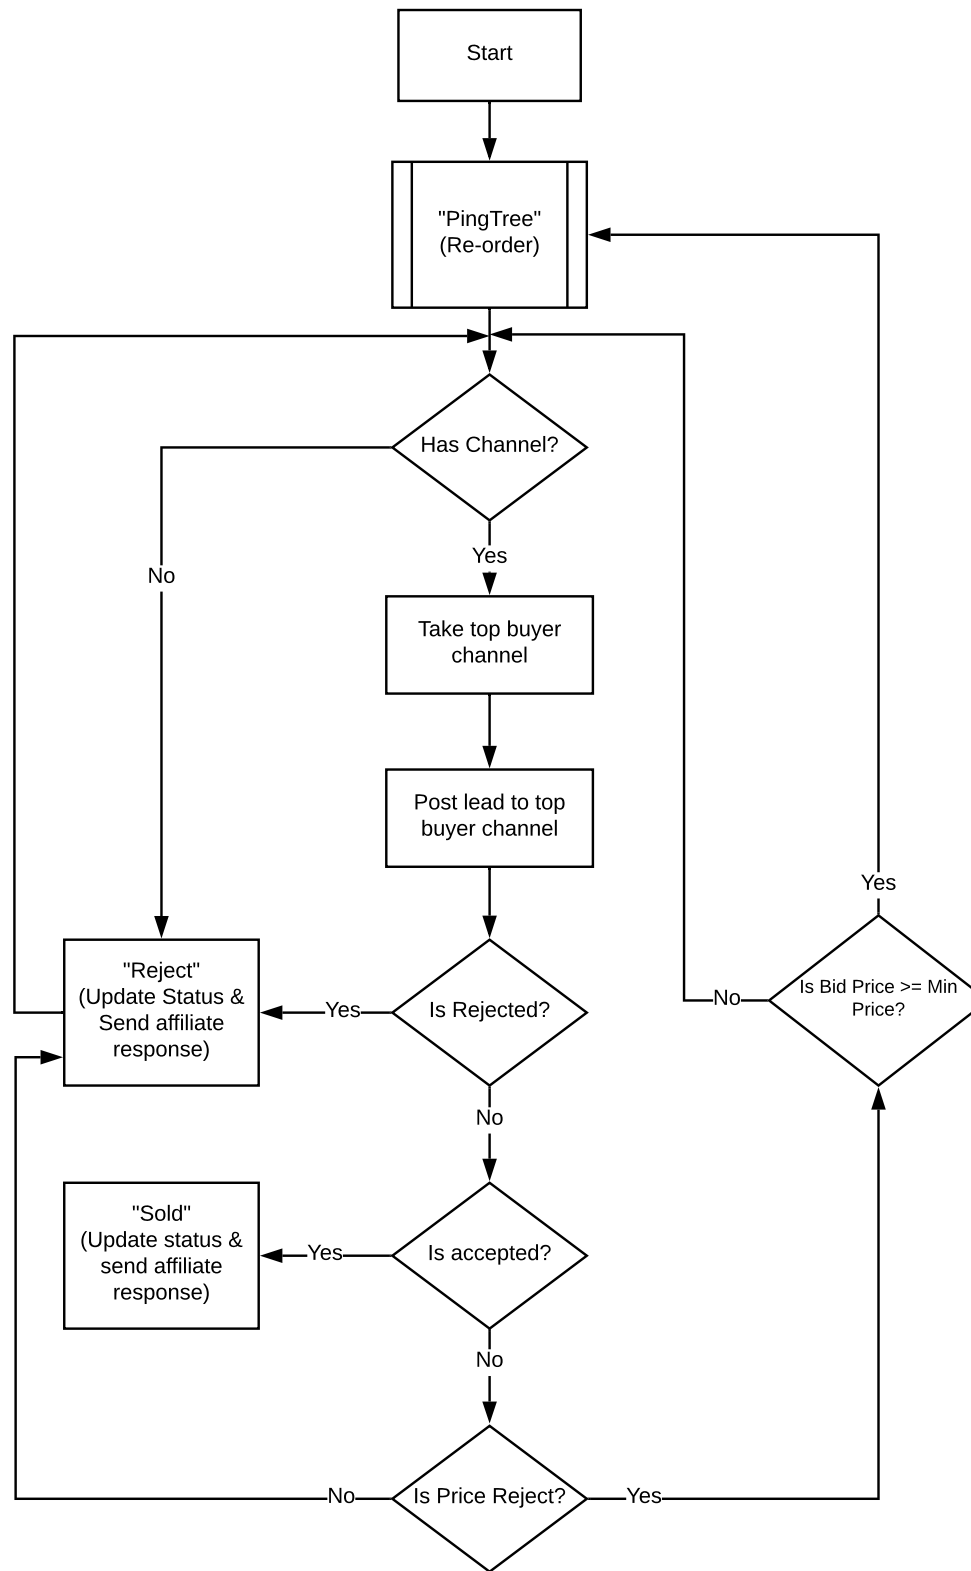 Start
"PingTree"
(Re-order)
Has Channel?
Yes
No
Take top buyer
channel
Post lead to top
buyer channel
Yes
"Reject"
(Update Status &
Send affiliate
response)
Yes
Is Rejected?
No
Is Bid Price >= Min
Price?
No
"Sold"
(Update status &
send affiliate
response)
Yes
Is accepted?
No
No
Is Price Reject?
Yes